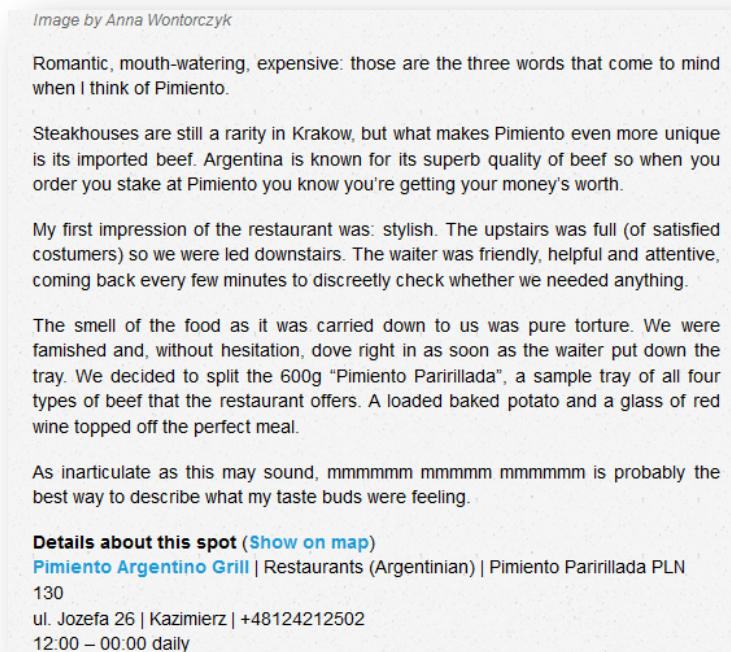 Image by Anna Wontorczyk
Romantic, mouth-watering, expensive: those are the three words that come to mind
when I think of Pimiento.
Steakhouses are still a rarity in Krakow, but what makes Pimiento even more unique
is its imported beef. Argentina is known for its superb quality of beef so when you
order you stake at Pimiento you know you're getting your money's worth.
My first impression of the restaurant was: stylish. The upstairs was full (of satisfied
costumers) so we were led downstairs. The waiter was friendly, helpful and attentive,
coming back every few minutes to discreetly check whether we needed anything.
The smell of the food as it was carried down to us was pure torture. We were
famished and, without hesitation, dove right in as soon as the waiter put down the
tray. We decided to split the 600g “Pimiento Paririllada”, a sample tray of all four
types of beef that the restaurant offers. A loaded baked potato and a glass of red
wine topped off the perfect meal.
As inarticulate as this may sound, mmmmmm mmmmm mmmmmm is probably the
best way to describe what my taste buds were feeling.
Details about this spot (Show on map)
Pimiento Argentino Grill | Restaurants (Argentinian) | Pimiento Paririllada PLN
130
ul. Jozefa 26 | Kazimierz | +48124212502
12:00 – 00:00 daily